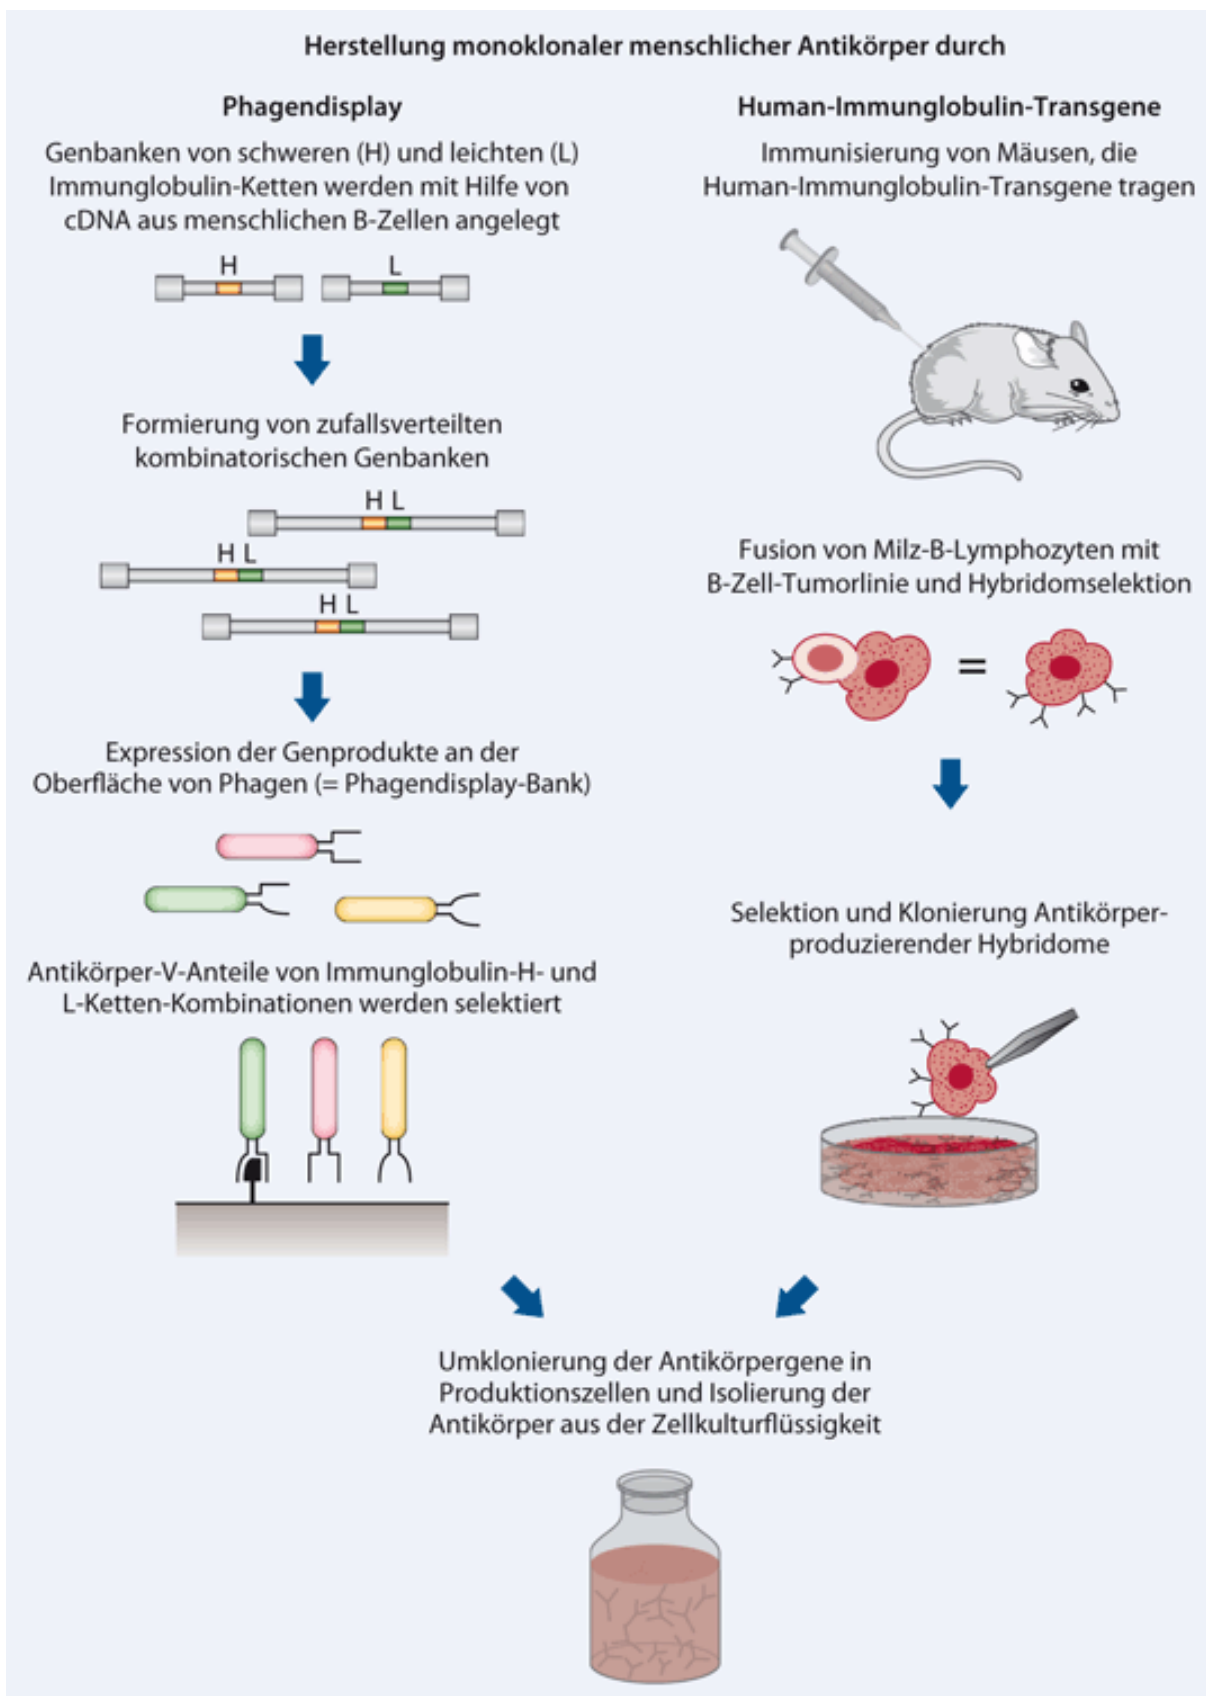 Herstellung monoklonaler menschlicher Antikörper durch
Phagendisplay
Genbanken von schweren (H) und leichten (L)
Immunglobulin-Ketten werden mit Hilfe von
cDNA aus menschlichen B-Zellen angelegt
H L
Formierung von zufallsverteilten
kombinatorischen Genbanken
H L
H L
H L
Expression der Genprodukte an der
Oberfläche von Phagen (= Phagendisplay-Bank)
Antikörper-V-Anteile von Immunglobulin-H- und
L-Ketten-Kombinationen werden selektiert
Human-Immunglobulin-Transgene
Immunisierung von Mäusen, die
Human-Immunglobulin-Transgene tragen
Fusion von Milz-B-Lymphozyten mit
B-Zell-Tumorlinie und Hybridomselektion
=
Selektion und Klonierung Antikörper-
produzierender Hybridome
Umklonierung der Antikörpergene in
Produktionszellen und Isolierung der
Antikörper aus der Zellkulturflüssigkeit